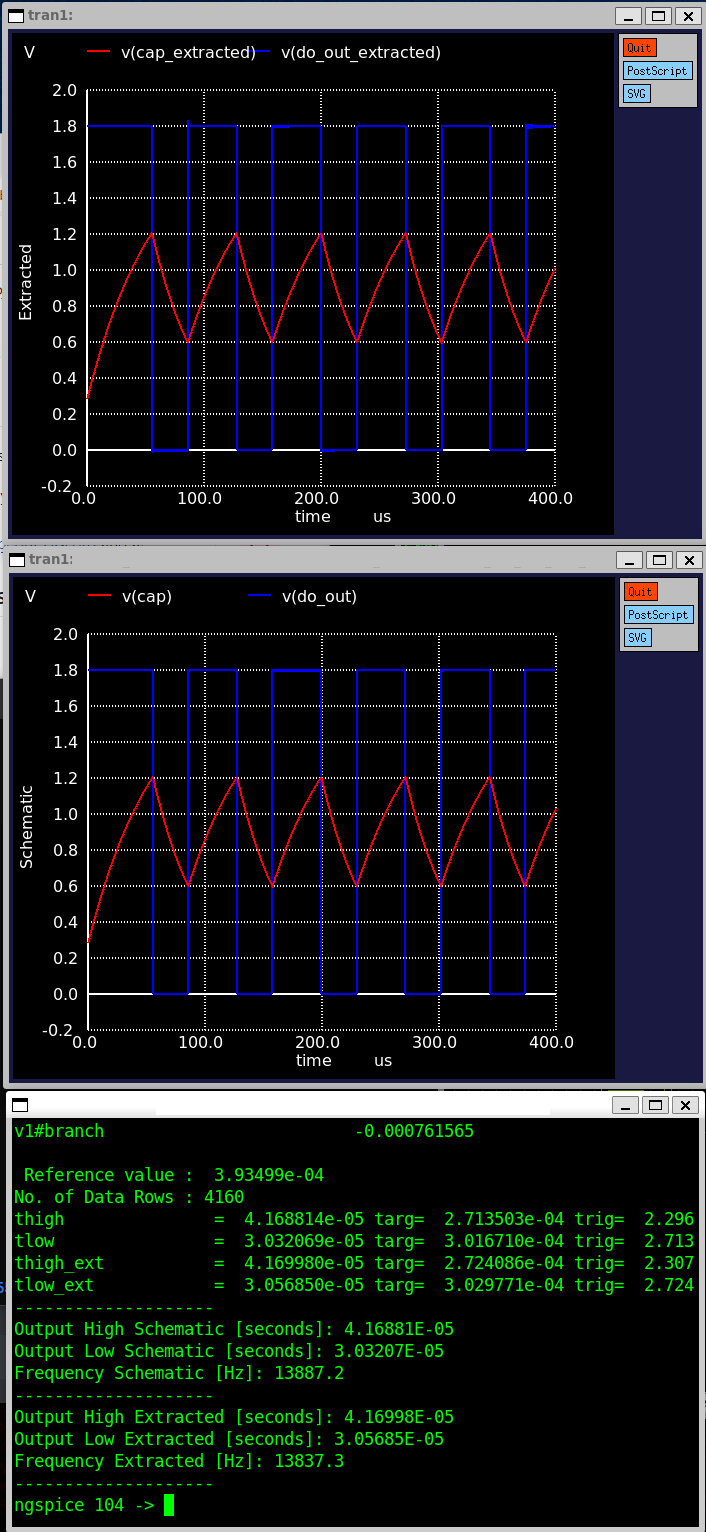 tran1:
V v(cap_extracted) v(do_out_extracted)
Quit
PostScript
SVG
2.0
1.8
1.6
1.4
1.2
1.0
0.8
0.6
0.4
0.2
0.0
-0.2
Extracted
0.0 100.0 200.0 300.0 400.0
time us
tran1:
V v(cap) v(do_out)
Quit
PostScript
SVG
2.0
1.8
1.6
1.4
1.2
1.0
0.8
0.6
0.4
0.2
0.0
-0.2
Schematic
0.0 100.0 200.0 300.0 400.0
time us
v1#branch -0.000761565
Reference value : 3.93499e-04
No. of Data Rows : 4160
thigh = 4.168814e-05 targ= 2.713503e-04 trig= 2.296
tlow = 3.032069e-05 targ= 3.016710e-04 trig= 2.713
thigh_ext = 4.169980e-05 targ= 2.724086e-04 trig= 2.307
tlow_ext = 3.056850e-05 targ= 3.029771e-04 trig= 2.724
--------------------
Output High Schematic [seconds]: 4.16881E-05
Output Low Schematic [seconds]: 3.03207E-05
Frequency Schematic [Hz]: 13887.2
--------------------
Output High Extracted [seconds]: 4.16998E-05
Output Low Extracted [seconds]: 3.05685E-05
Frequency Extracted [Hz]: 13837.3
--------------------
ngspice 104 ->